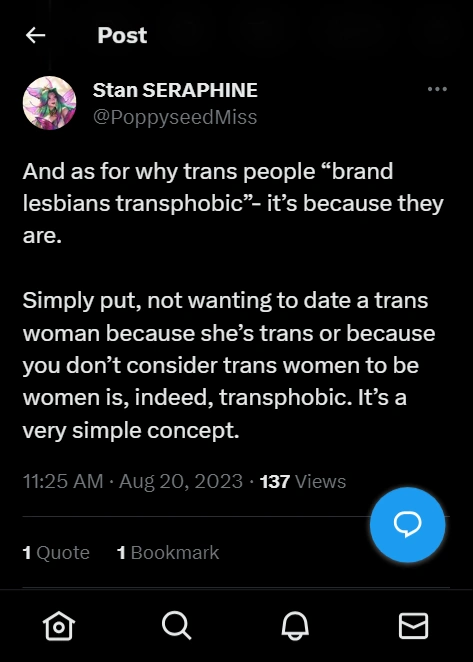 Post
Stan SERAPHINE
@PoppyseedMiss
And as for why trans people “brand
lesbians transphobic”- it’s because they
are.
Simply put, not wanting to date a trans
woman because she’s trans or because
you don’t consider trans women to be
women is, indeed, transphobic. It’s a
very simple concept.
11:25 AM · Aug 20, 2023 · 137 Views
1 Quote 1 Bookmark